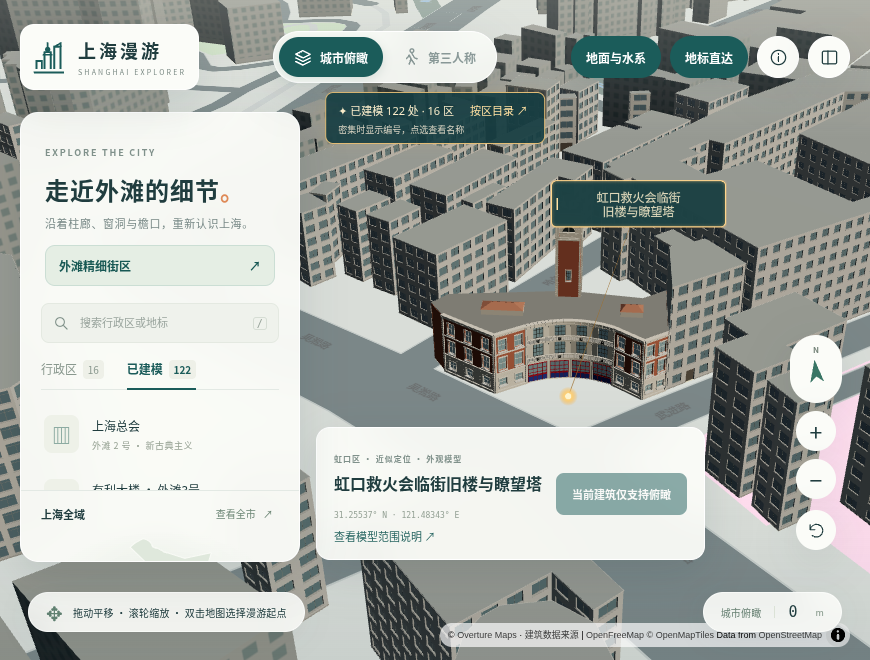 上海漫游
SHANGHAI EXPLORER
城市俯瞰
第三人称
地面与水系
地标直达
✦ 已建模 122 处 · 16 区 按区目录 ↗
密集时显示编号，点选查看名称
EXPLORE THE CITY
走近外滩的细节。
沿着柱廊、窗洞与檐口，重新认识上海。
外滩精细街区 ↗
搜索行政区或地标 /
行政区 16 已建模 122
上海总会
外滩 2 号 · 新古典主义
有利大楼 · 外滩3号
上海全域 查看全市 ↗
虹口救火会临街
旧楼与瞭望塔
N
+
−
虹口区 · 近似定位 · 外观模型
虹口救火会临街旧楼与瞭望塔
当前建筑仅支持俯瞰
31.25537° N · 121.48343° E
查看模型范围说明 ↗
拖动平移 · 滚轮缩放 · 双击地图选择漫游起点
城市俯瞰 0 m
© Overture Maps · 建筑数据来源 | OpenFreeMap © OpenMapTiles Data from OpenStreetMap